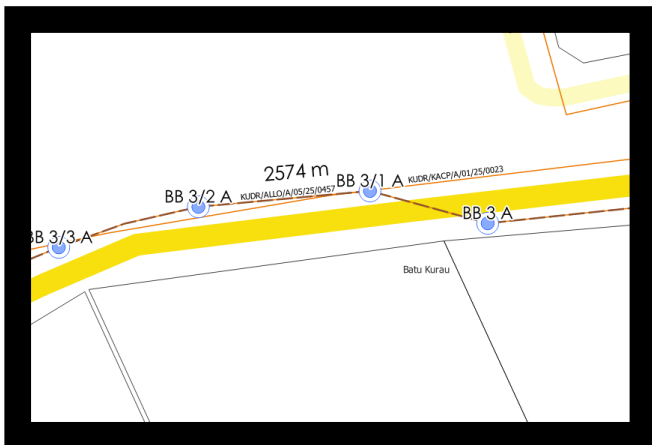 2574 m
KUDR/KACP/A/01/25/0023
BB 3/1 A
KUDR/ALLO/A/05/25/0457
BB 3/2 A
BB 3 A
BB 3/3 A
Batu Kurau